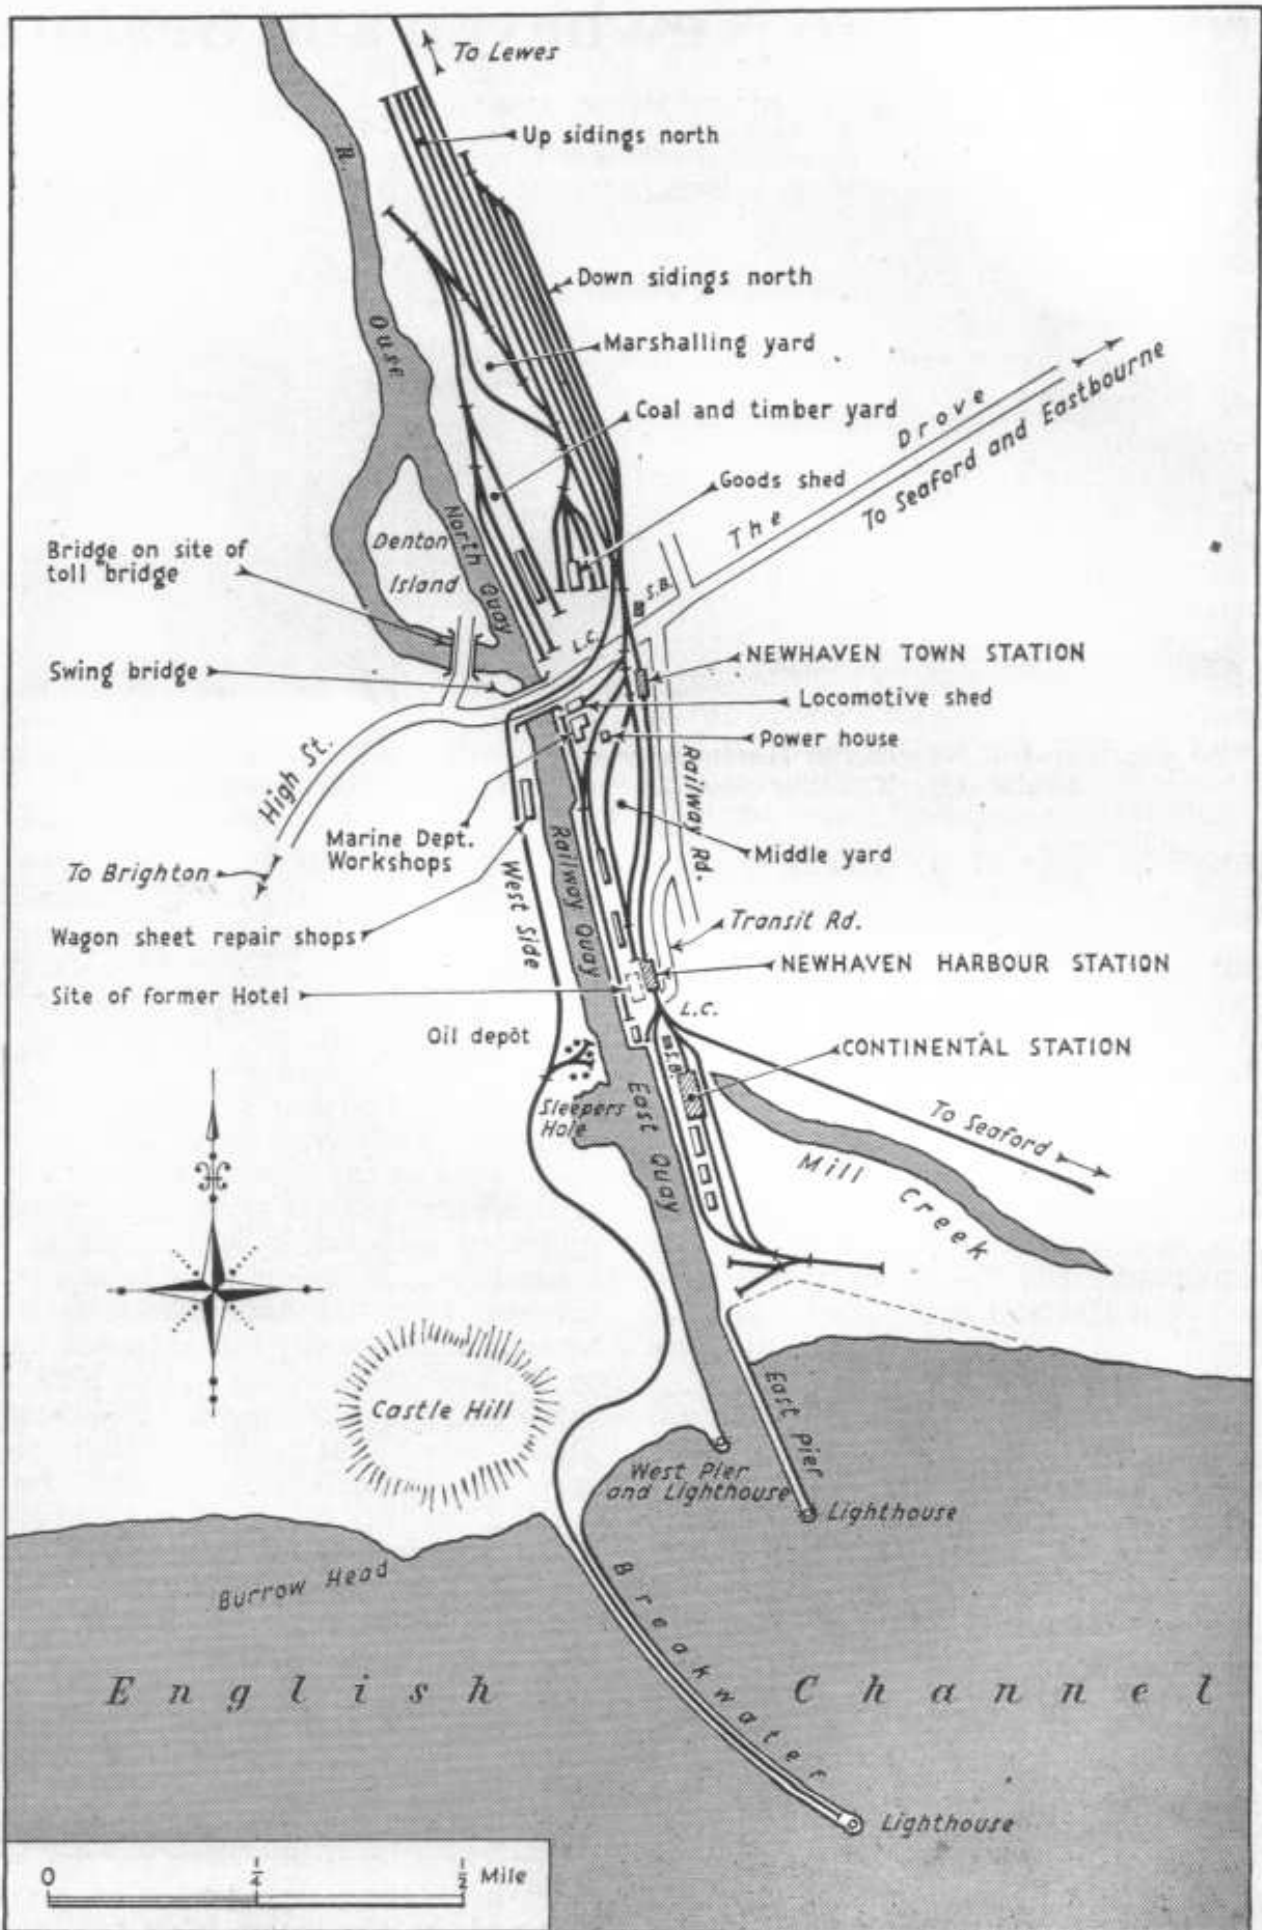 To Lewes
Up sidings north
R. Ouse
Down sidings north
Marshalling yard
Coal and timber yard
Goods shed
The Drove
To Seaford and Eastbourne
North Quay
Denton
Island
Bridge on site of
toll bridge
S.B.
L.C.
Swing bridge
NEWHAVEN TOWN STATION
Locomotive shed
Power house
High St.
Railway Rd.
Marine Dept.
Workshops
Railway Quay
Middle yard
To Brighton
West Side
Transit Rd.
Wagon sheet repair shops
NEWHAVEN HARBOUR STATION
Site of former Hotel
L.C.
Oil depôt
S.B.
CONTINENTAL STATION
East Quay
Sleepers
Hole
To Seaford
Mill Creek
Castle Hill
East Pier
West Pier
and Lighthouse
Lighthouse
Burrow Head
Breakwater
English Channel
Lighthouse
0 1/4 1/2 Mile